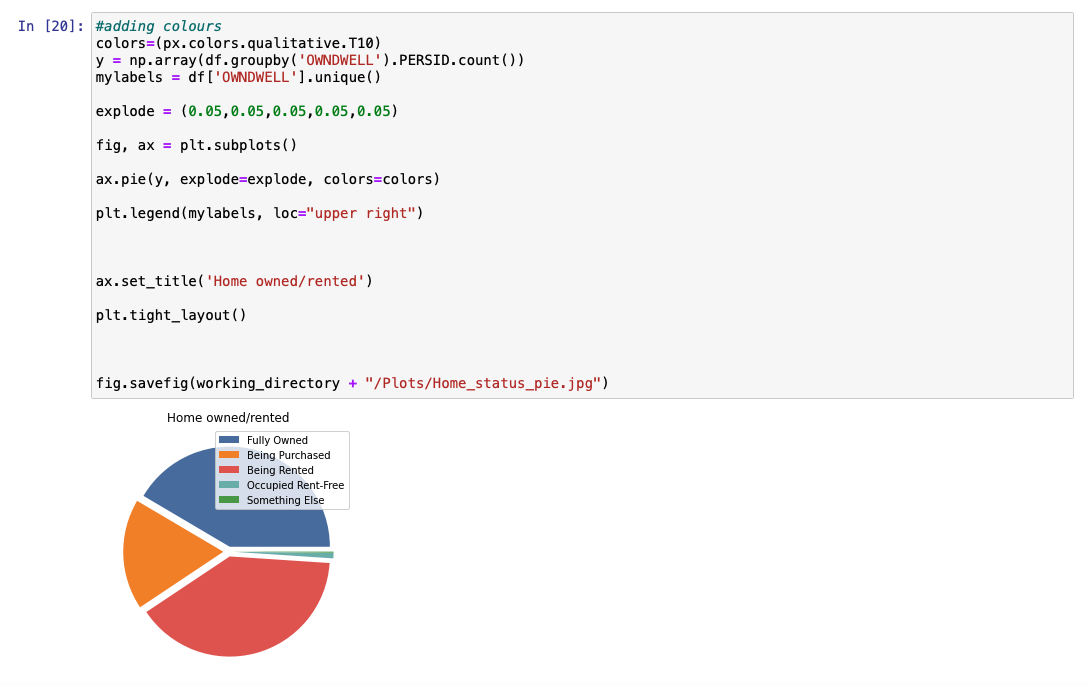 In [20]:
#adding colours
colors=(px.colors.qualitative.T10)
y = np.array(df.groupby('OWNDWELL').PERSID.count())
mylabels = df['OWNDWELL'].unique()
explode = (0.05,0.05,0.05,0.05,0.05)
fig, ax = plt.subplots()
ax.pie(y, explode=explode, colors=colors)
plt.legend(mylabels, loc="upper right")
ax.set_title('Home owned/rented')
plt.tight_layout()
fig.savefig(working_directory + "/Plots/Home_status_pie.jpg")
Home owned/rented
Fully Owned
Being Purchased
Being Rented
Occupied Rent-Free
Something Else